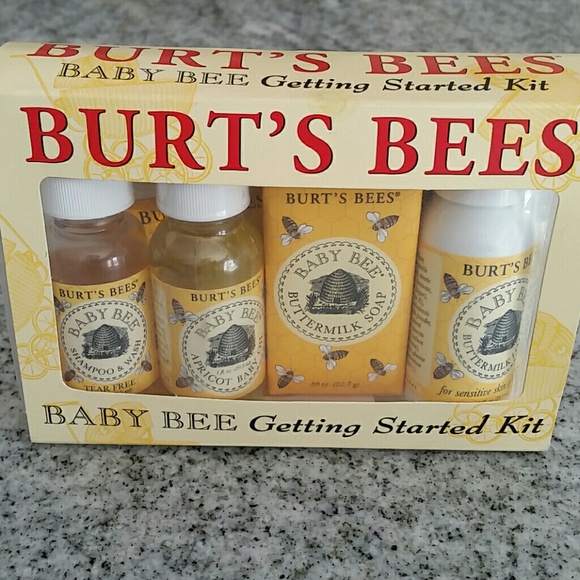 BURT'S BEES
BABY BEE Getting Started Kit
BURT'S BEES
BURT'S BEES
BABY BEE
SHAMPOO & WASH
TEAR FREE
BURT'S BEES
BABY BEE
APRICOT BABY
BURT'S BEES®
BABY BEE
BUTTERMILK SOAP
BURT'S
BABY BEE
BUTTERMILK
for sensitive skin
BABY BEE Getting Started Kit